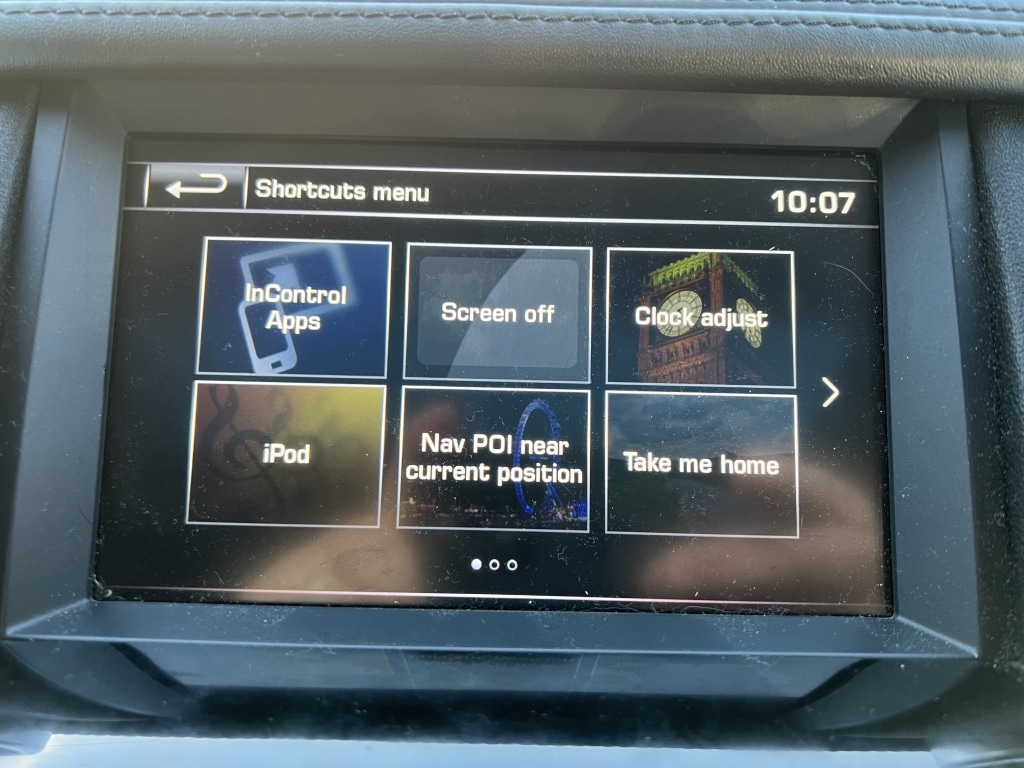 Shortcuts menu
10:07
InControl
Apps
Screen off
Clock adjust
iPod
Nav POI near
current position
Take me home